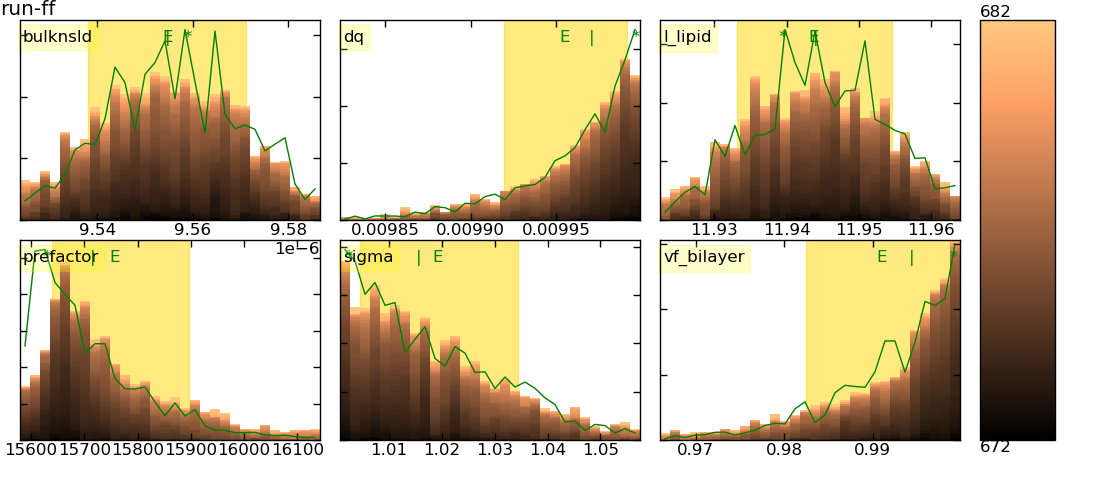 run-ff
682
bulknsld
E *
dq
E | *
l_lipid
* E
9.54 9.56 9.58
1e−6
0.00985 0.00990 0.00995
11.93 11.94 11.95 11.96
prefactor
* | E
sigma
* | E
vf_bilayer
E | *
15600 15700 15800 15900 16000 16100
1.01 1.02 1.03 1.04 1.05
0.97 0.98 0.99
672